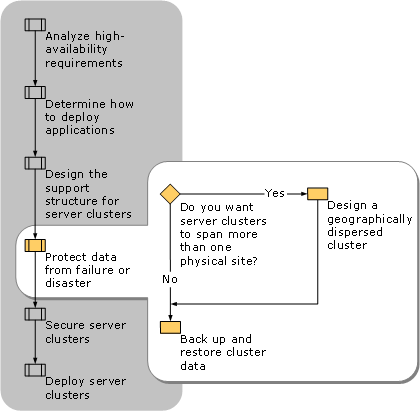 Analyze high-
availability
requirements
Determine how
to deploy
applications
Design the
support
structure for
server clusters
Protect data
from failure or
disaster
Secure server
clusters
Deploy server
clusters
Do you want
server clusters
to span more
than one
physical site?
Yes
Design a
geographically
dispersed
cluster
No
Back up and
restore cluster
data